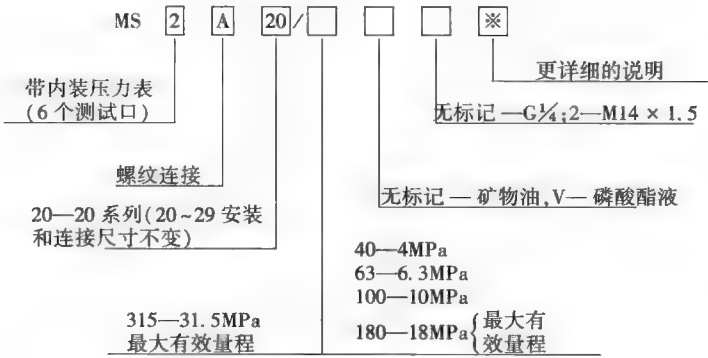 MS 2 A 20/ ※
更详细的说明
带内装压力表
(6个测试口)
无标记—G¼;2—M14 × 1.5
螺纹连接
无标记 — 矿物油,V— 磷酸酯液
20—20 系列(20~29 安装
和连接尺寸不变)
40—4MPa
63—6.3MPa
100—10MPa
180—18MPa{最大有
效量程
315—31.5MPa
最大有效量程